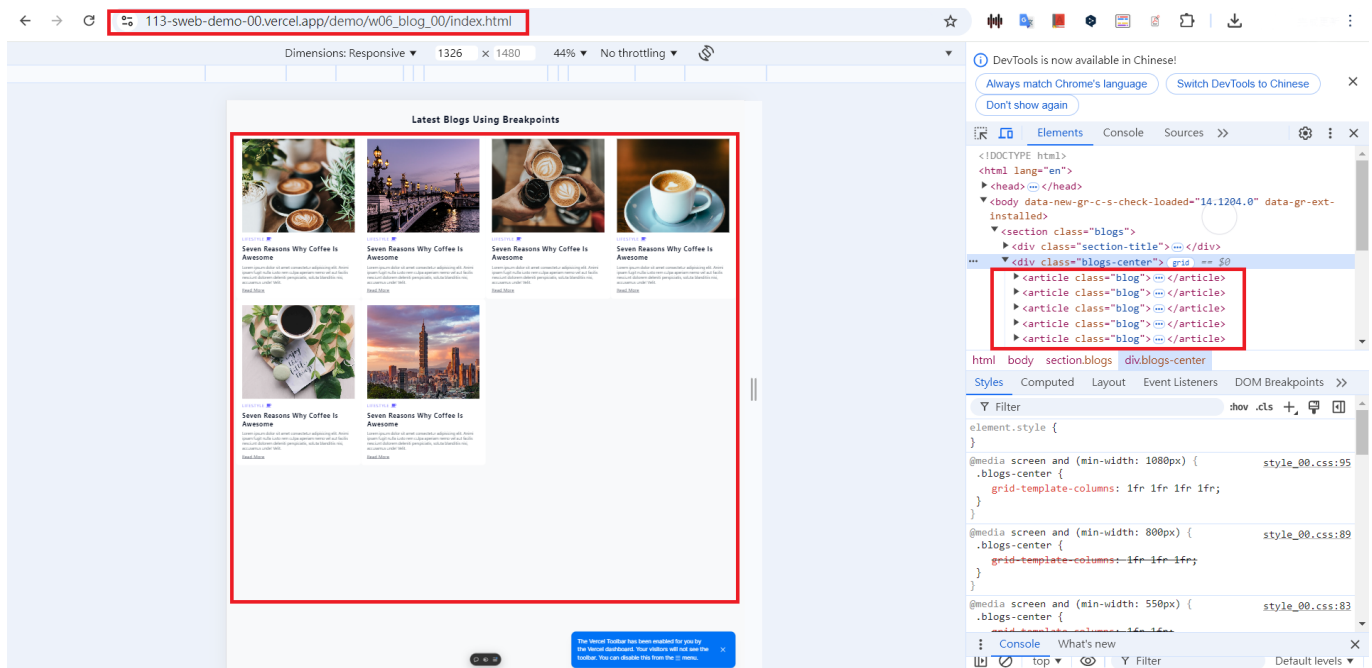 113-sweb-demo-00.vercel.app/demo/w06_blog_00/index.html
Dimensions: Responsive ▼ 1326 × 1480 44% ▼ No throttling ▼
Latest Blogs Using Breakpoints
LIFESTYLE LIFESTYLE LIFESTYLE LIFESTYLE
Seven Reasons Why Coffee Is Awesome
Seven Reasons Why Coffee Is Awesome
Seven Reasons Why Coffee Is Awesome
Seven Reasons Why Coffee Is Awesome
Read More Read More Read More Read More
LIFESTYLE LIFESTYLE
Seven Reasons Why Coffee Is Awesome
Seven Reasons Why Coffee Is Awesome
Read More Read More
The Vercel Toolbar has been enabled for you by
the Vercel dashboard. Your visitors will not see the
toolbar. You can disable this from the ☰ menu.
DevTools is now available in Chinese!
Always match Chrome's language Switch DevTools to Chinese
Don't show again
Elements Console Sources
<!DOCTYPE html>
<html lang="en">
<head> ⋯ </head>
<body data-new-gr-c-s-check-loaded="14.1204.0" data-gr-ext-
installed>
<section class="blogs">
<div class="section-title"> ⋯ </div>
<div class="blogs-center"> grid == $0
<article class="blog"> ⋯ </article>
<article class="blog"> ⋯ </article>
<article class="blog"> ⋯ </article>
<article class="blog"> ⋯ </article>
<article class="blog"> ⋯ </article>
html body section.blogs div.blogs-center
Styles Computed Layout Event Listeners DOM Breakpoints
Filter :hov .cls
element.style {
}
@media screen and (min-width: 1080px) { style_00.css:95
.blogs-center {
grid-template-columns: 1fr 1fr 1fr 1fr;
}
}
@media screen and (min-width: 800px) { style_00.css:89
.blogs-center {
grid-template-columns: 1fr 1fr 1fr;
}
}
@media screen and (min-width: 550px) { style_00.css:83
.blogs-center {
grid-template-columns: 1fr 1fr;
Console What's new
top ▼ Filter Default levels ▼